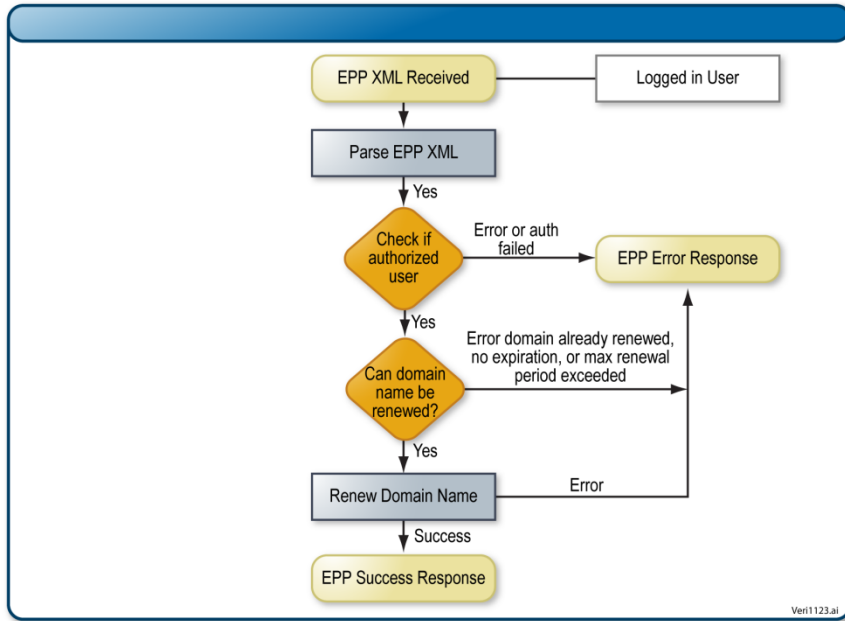 EPP XML Received
Logged in User
Parse EPP XML
Yes
Check if
authorized
user
Error or auth
failed
EPP Error Response
Yes
Error domain already renewed,
no expiration, or max renewal
period exceeded
Can domain
name be
renewed?
Yes
Renew Domain Name
Error
Success
EPP Success Response
Veri1123.ai